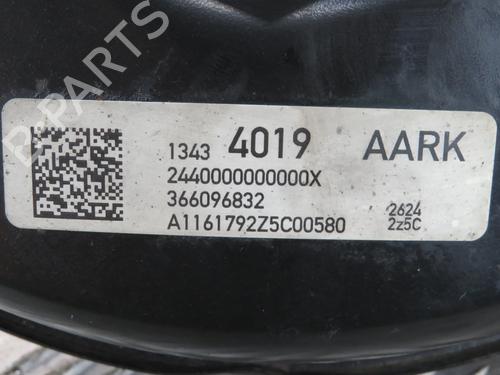 B-PARTS
1343 4019 AARK
2440000000000X
366096832
A1161792Z5C00580
2624
2z5C